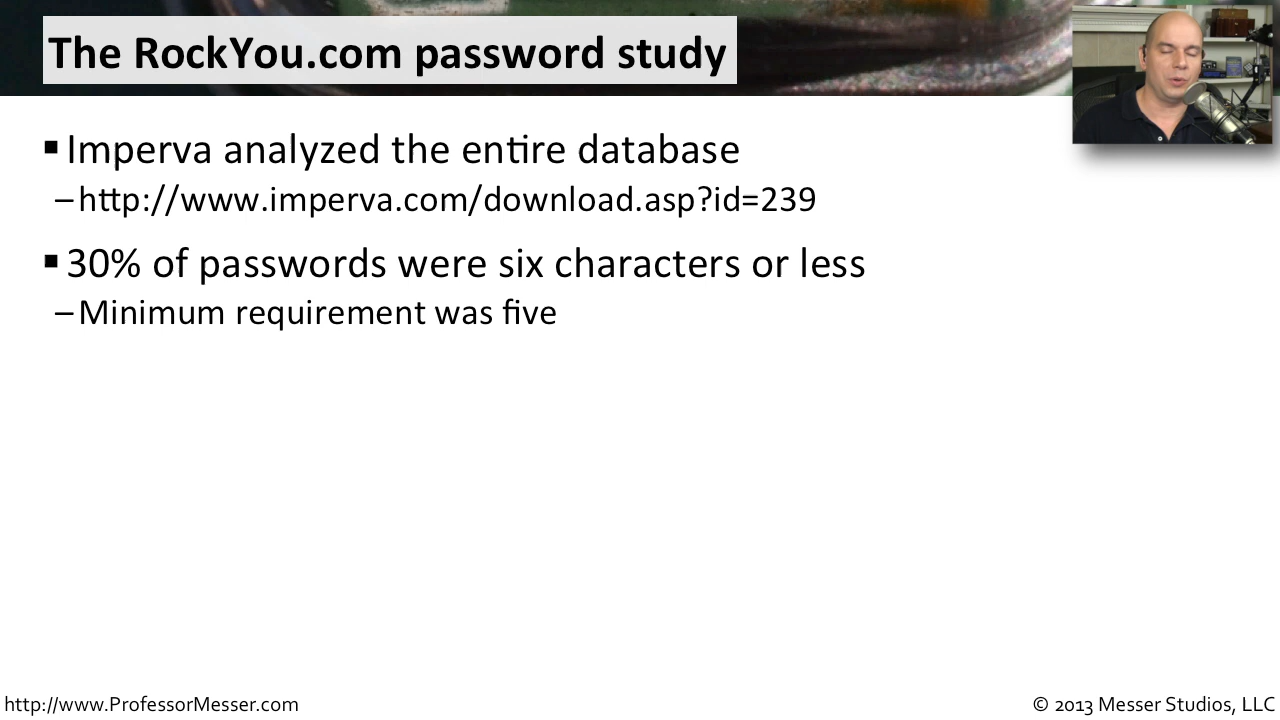 The RockYou.com password study
▪ Imperva analyzed the entire database
– http://www.imperva.com/download.asp?id=239
▪ 30% of passwords were six characters or less
– Minimum requirement was five
http://www.ProfessorMesser.com
© 2013 Messer Studios, LLC